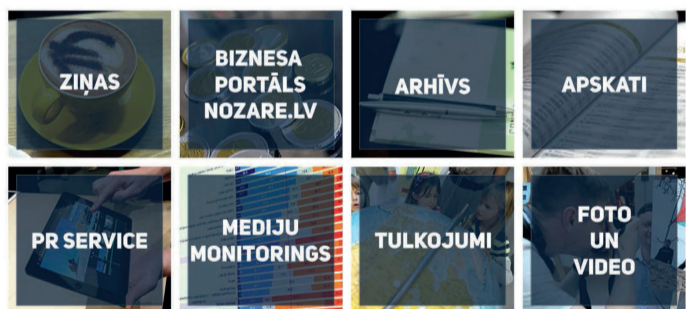 ZIŅAS
BIZNESA
PORTĀLS
NOZARE.LV
ARHĪVS
APSKATI
PR SERVICE
MEDIJU
MONITORINGS
TULKOJUMI
FOTO
UN
VIDEO